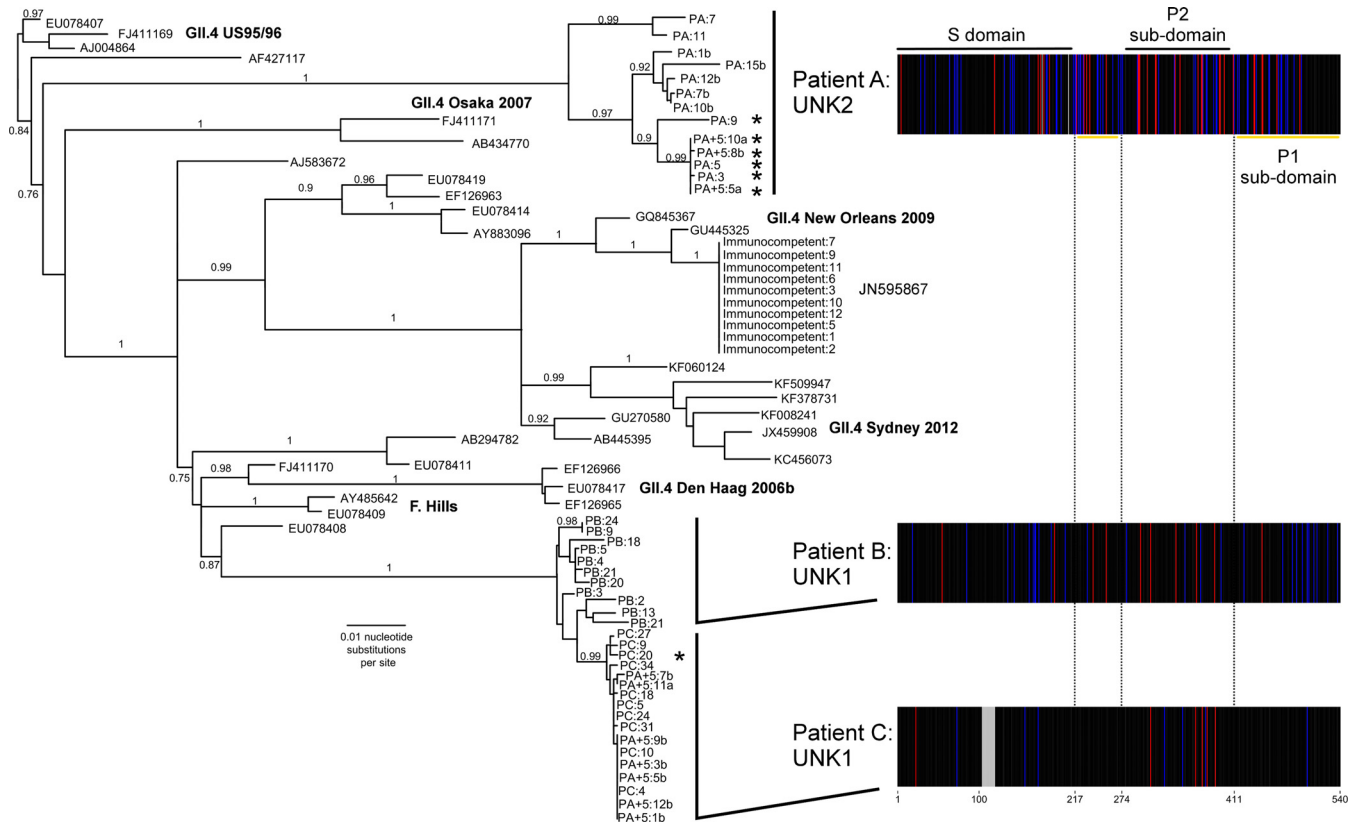 0.97
EU078407
FJ411169
AJ004864
GII.4 US95/96
AF427117
0.84
1
0.76
GII.4 Osaka 2007
1
FJ411171
AB434770
0.99
PA:7
PA:11
0.92
PA:1b
PA:15b
PA:12b
PA:7b
PA:10b
0.97
0.9
PA:9 *
0.99
PA+5:10a *
PA+5:8b *
PA:5 *
PA:3 *
PA+5:5a *
AJ583672
0.96
EU078419
EF126963
0.9
1
EU078414
AY883096
0.99
1
1
GQ845367
GII.4 New Orleans 2009
GU445325
1
1
Immunocompetent:7
Immunocompetent:9
Immunocompetent:11
Immunocompetent:6
Immunocompetent:3
JN595867
Immunocompetent:10
Immunocompetent:12
Immunocompetent:5
Immunocompetent:1
Immunocompetent:2
1
1
KF060124
0.99
KF509947
KF378731
KF008241
JX459908
GII.4 Sydney 2012
KC456073
0.92
GU270580
AB445395
1
AB294782
EU078411
0.75
0.98
FJ411170
1
EF126966
EU078417
GII.4 Den Haag 2006b
EF126965
1
AY485642
EU078409
F. Hills
EU078408
0.87
1
0.98
PB:24
PB:9
PB:18
PB:5
PB:4
PB:21
PB:20
PB:3
PB:2
PB:13
PB:21
0.99
PC:27
PC:9
PC:20 *
PC:34
PA+5:7b
PA+5:11a
PC:18
PC:5
PC:24
PC:31
PA+5:9b
PC:10
PA+5:3b
PA+5:5b
PC:4
PA+5:12b
PA+5:1b
0.01 nucleotide
substitutions
per site
S domain
P2
sub-domain
Patient A:
UNK2
P1
sub-domain
Patient B:
UNK1
Patient C:
UNK1
1 100 217 274 411 540